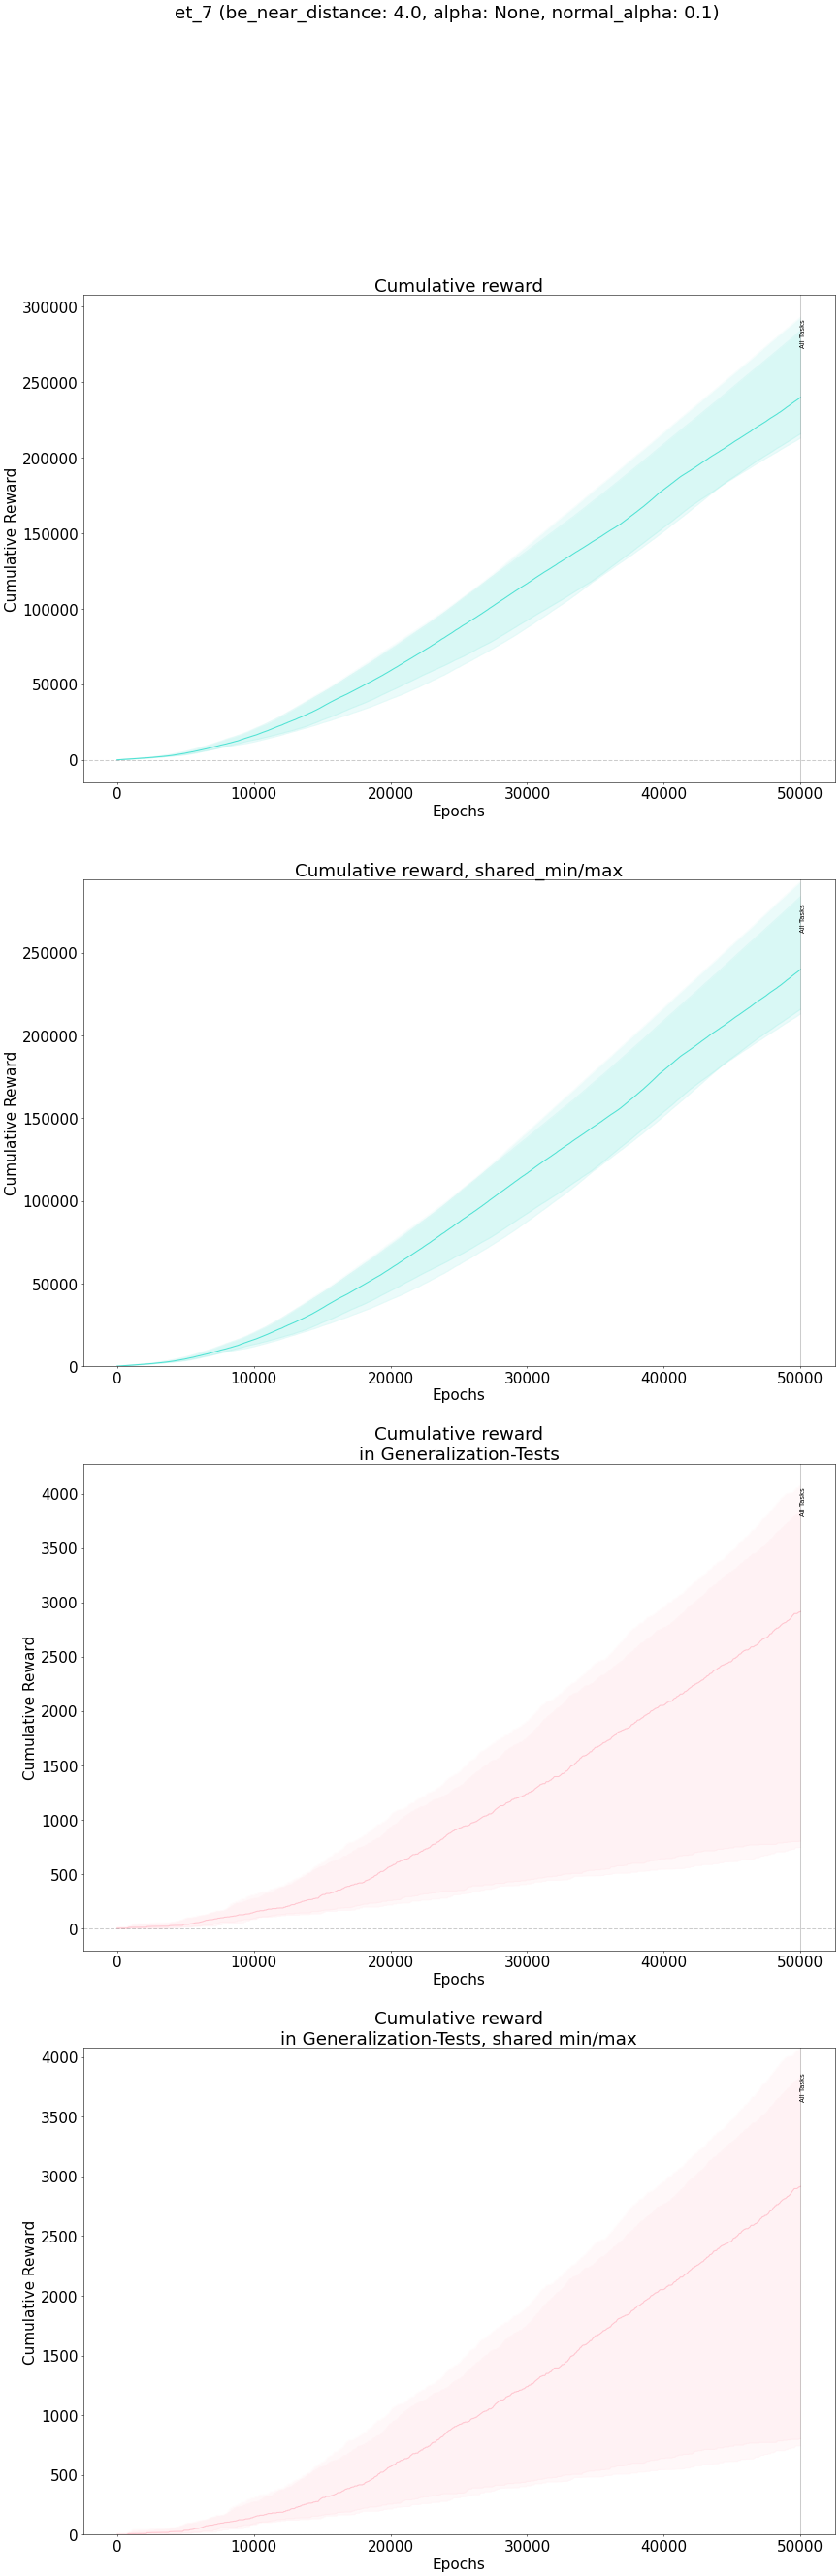 et_7 (be_near_distance: 4.0, alpha: None, normal_alpha: 0.1)
Cumulative reward
300000
250000
200000
150000
100000
50000
0
Cumulative Reward
All Tasks
0 10000 20000 30000 40000 50000
Epochs
Cumulative reward, shared_min/max
250000
200000
150000
100000
50000
0
Cumulative Reward
All Tasks
0 10000 20000 30000 40000 50000
Epochs
Cumulative reward
in Generalization-Tests
4000
3500
3000
2500
2000
1500
1000
500
0
Cumulative Reward
All Tasks
0 10000 20000 30000 40000 50000
Epochs
Cumulative reward
in Generalization-Tests, shared min/max
4000
3500
3000
2500
2000
1500
1000
500
0
Cumulative Reward
All Tasks
0 10000 20000 30000 40000 50000
Epochs